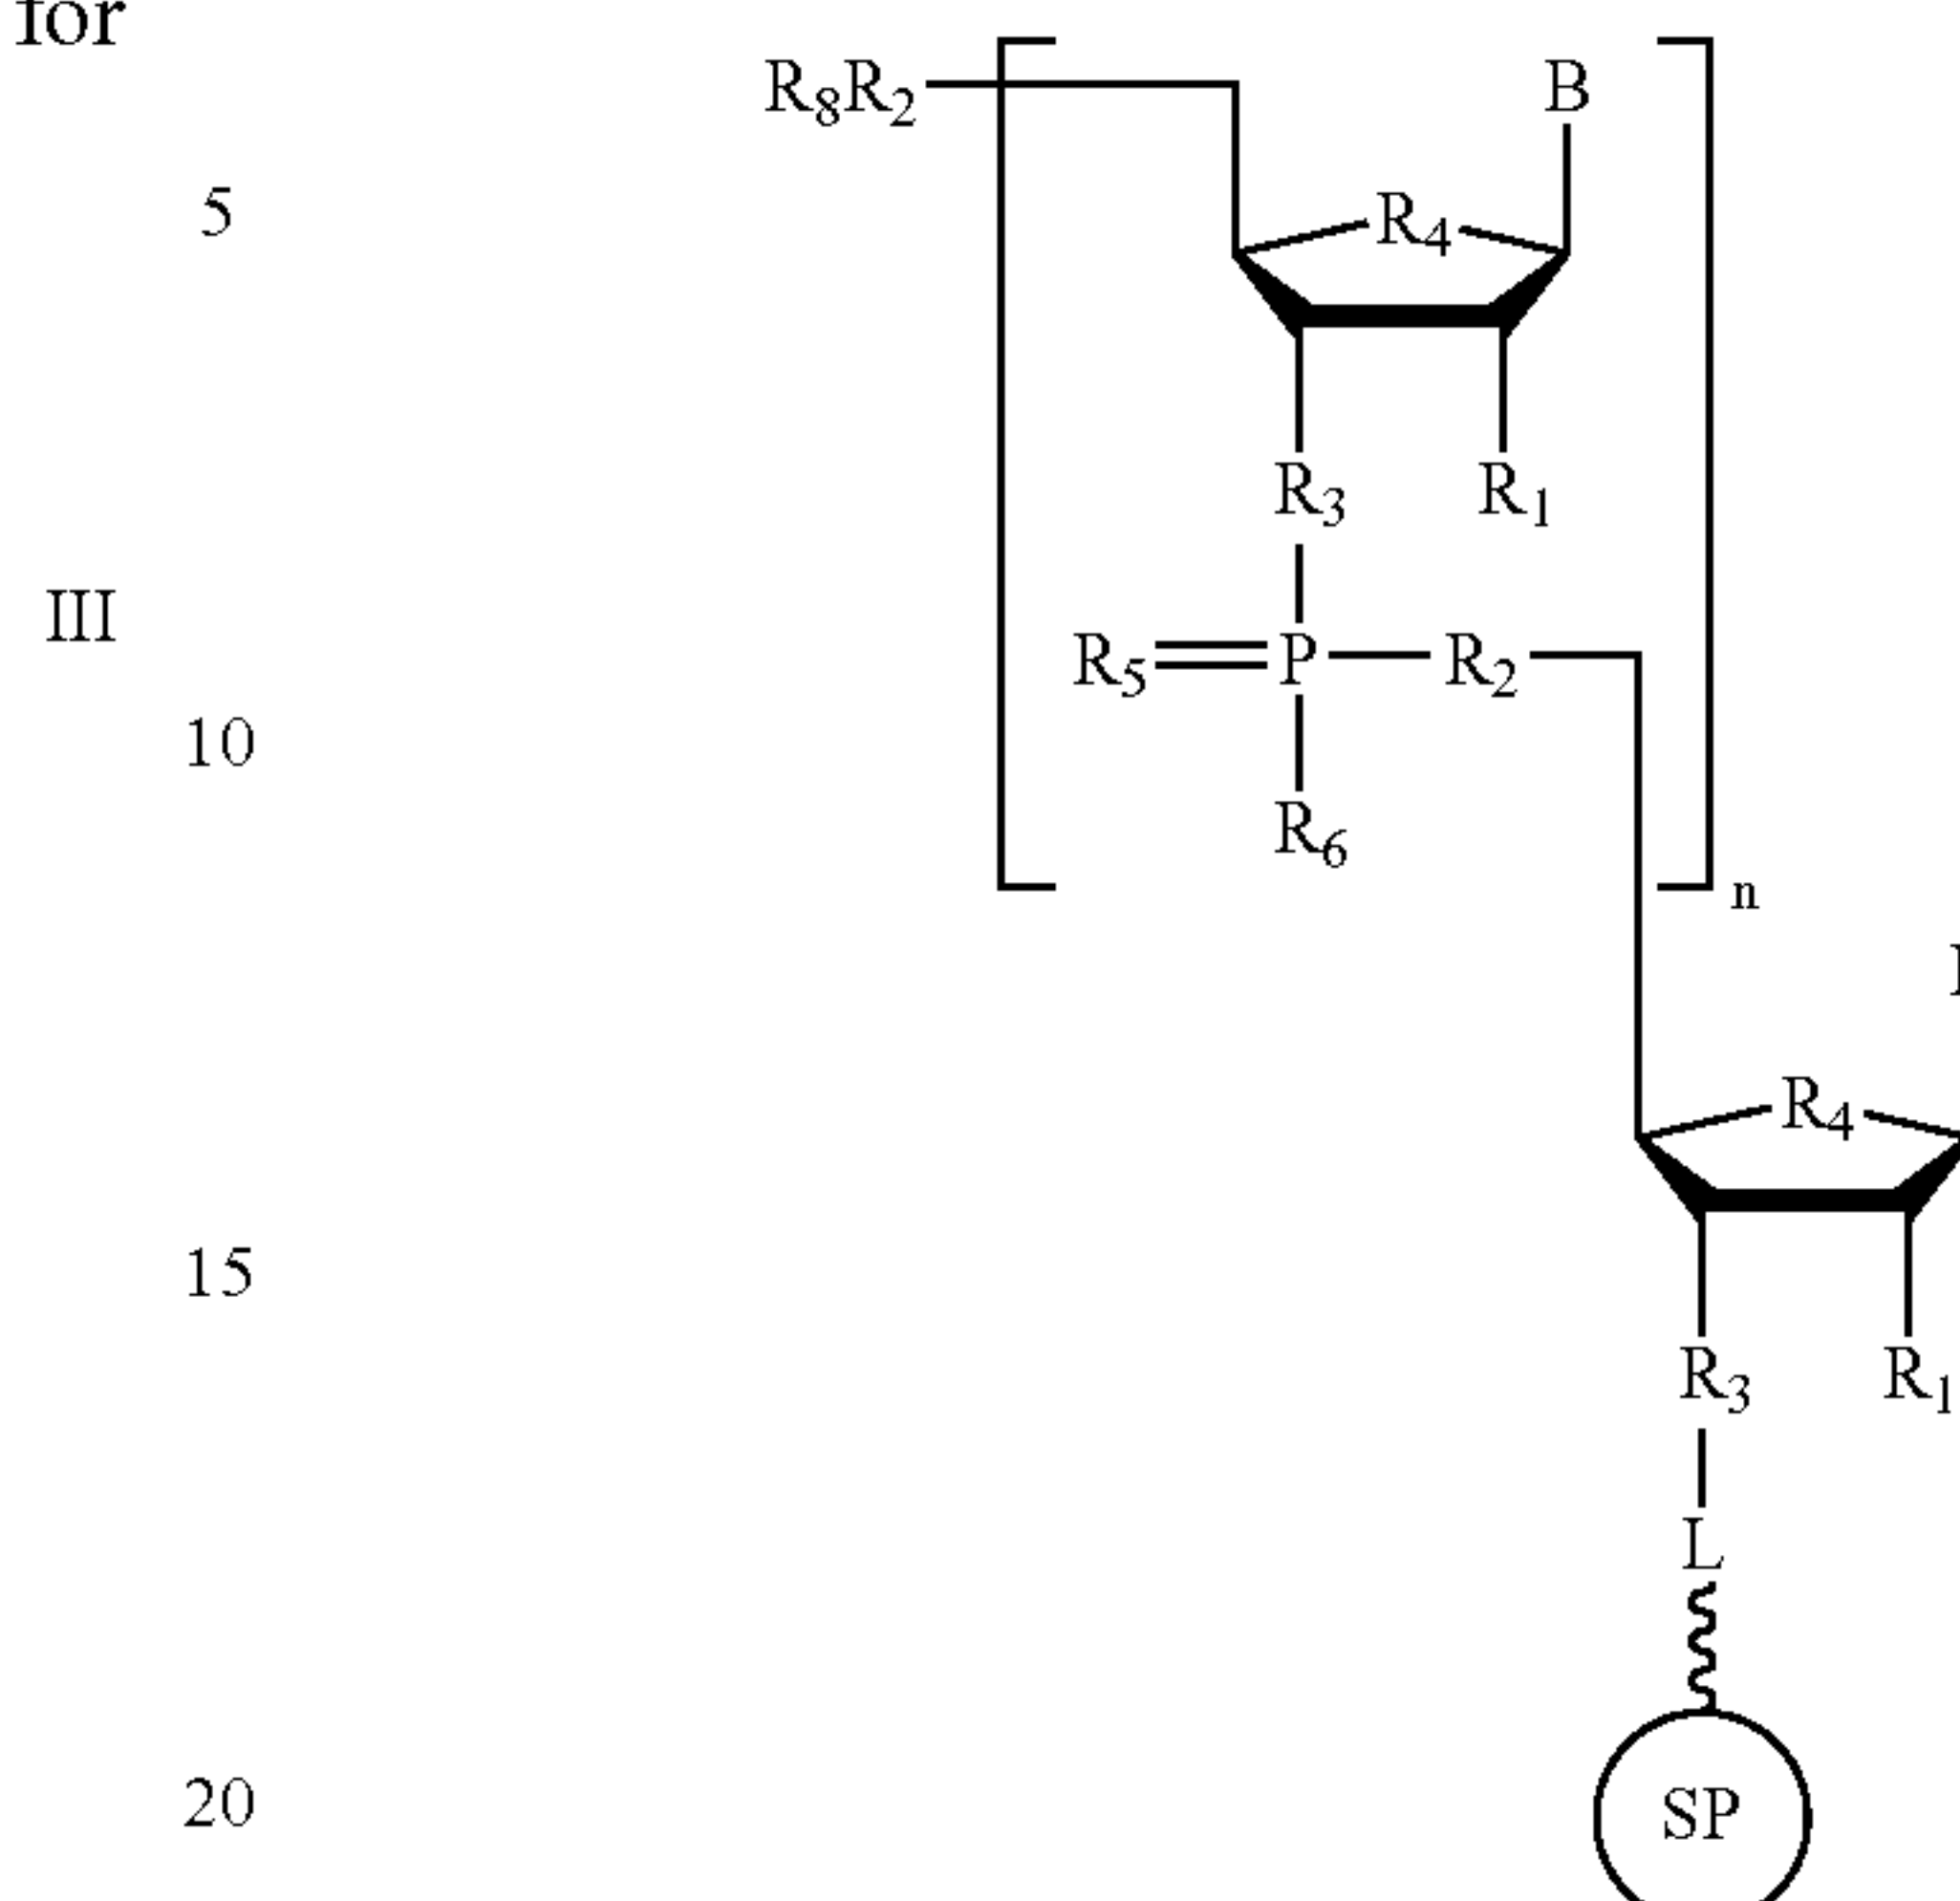 for
R₈R₂ B
5 R₄
R₃ R₁
III
R₅ P R₂
10
R₆
n
R₄
15
R₃ R₁
L
20 SP